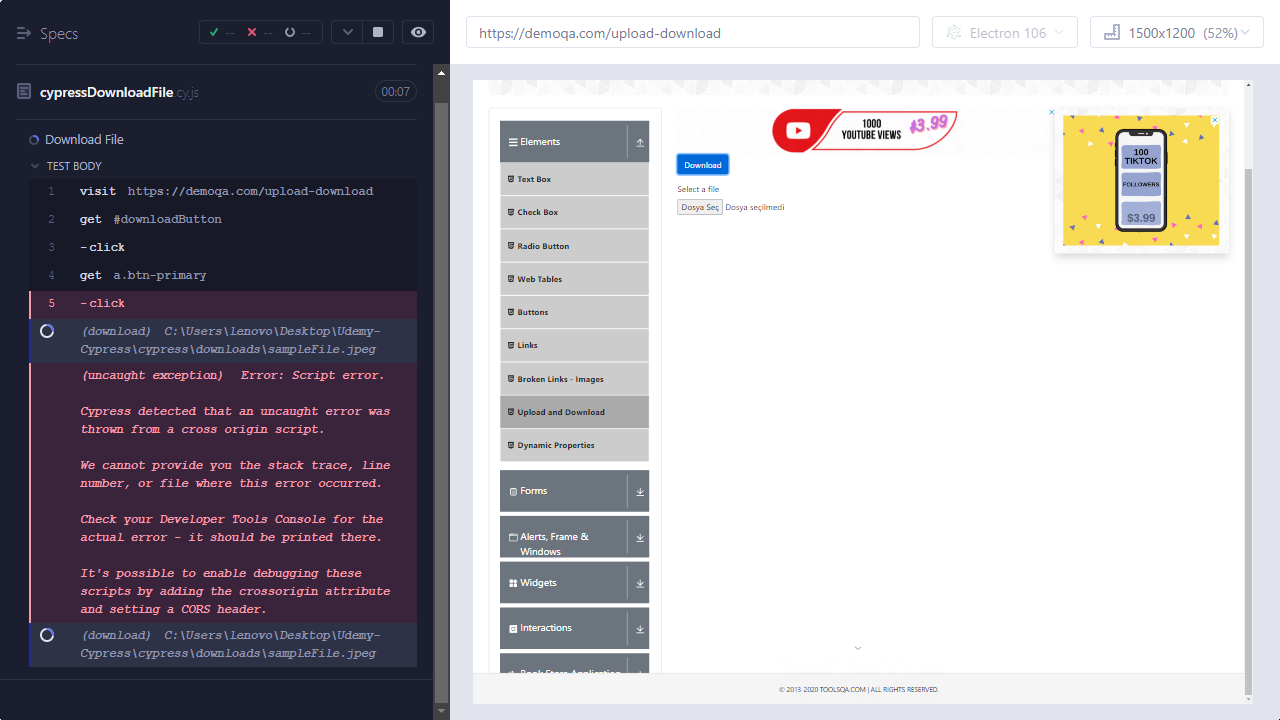 Specs
--
--
--
cypressDownloadFile.cy.js
00:07
Download File
TEST BODY
1 visit https://demoqa.com/upload-download
2 get #downloadButton
3 -click
4 get a.btn-primary
5 -click
(download) C:\Users\lenovo\Desktop\Udemy-
Cypress\cypress\downloads\sampleFile.jpeg
(uncaught exception) Error: Script error.
Cypress detected that an uncaught error was
thrown from a cross origin script.
We cannot provide you the stack trace, line
number, or file where this error occurred.
Check your Developer Tools Console for the
actual error - it should be printed there.
It's possible to enable debugging these
scripts by adding the crossorigin attribute
and setting a CORS header.
(download) C:\Users\lenovo\Desktop\Udemy-
Cypress\cypress\downloads\sampleFile.jpeg
https://demoqa.com/upload-download
Electron 106
1500x1200 (52%)
Elements
Text Box
Check Box
Radio Button
Web Tables
Buttons
Links
Broken Links - Images
Upload and Download
Dynamic Properties
Forms
Alerts, Frame &
Windows
Widgets
Interactions
Book Store Application
1000
YOUTUBE VIEWS
$3.99
Download
Select a file
Dosya Seç Dosya seçilmedi
100
TIKTOK
FOLLOWERS
$3.99
© 2013-2020 TOOLSQA.COM | ALL RIGHTS RESERVED.